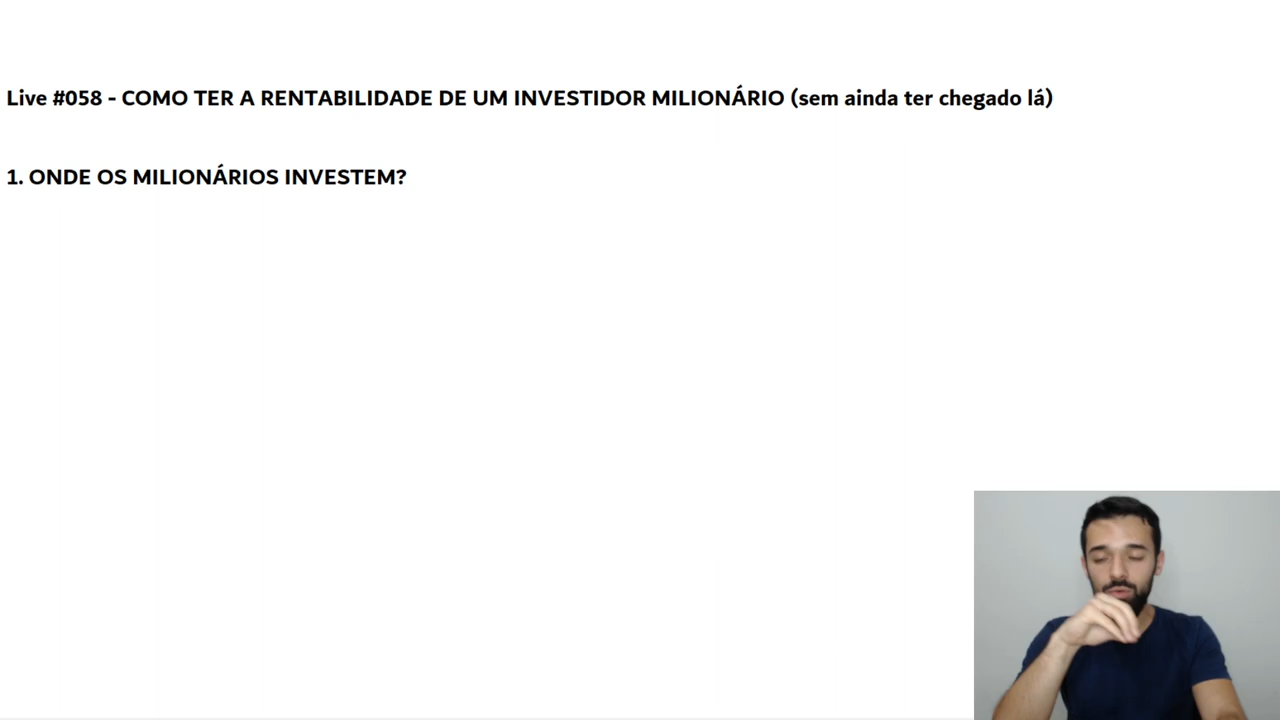 Live #058 - COMO TER A RENTABILIDADE DE UM INVESTIDOR MILIONÁRIO (sem ainda ter chegado lá)
1. ONDE OS MILIONÁRIOS INVESTEM?